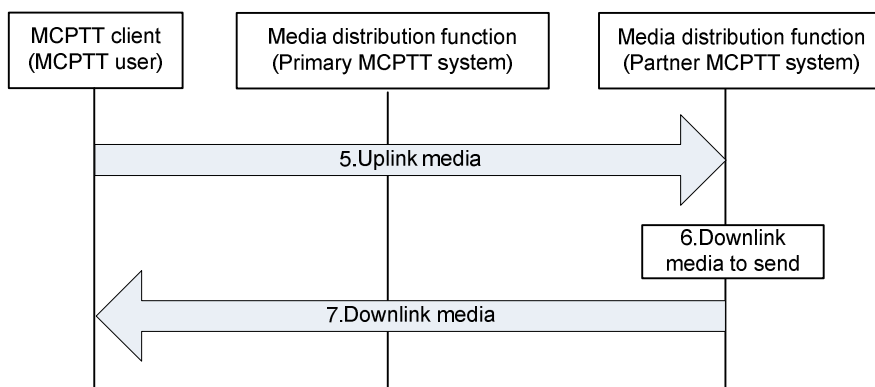 MCPTT client
(MCPTT user)
Media distribution function
(Primary MCPTT system)
Media distribution function
(Partner MCPTT system)
5.Uplink media
6.Downlink
media to send
7.Downlink media